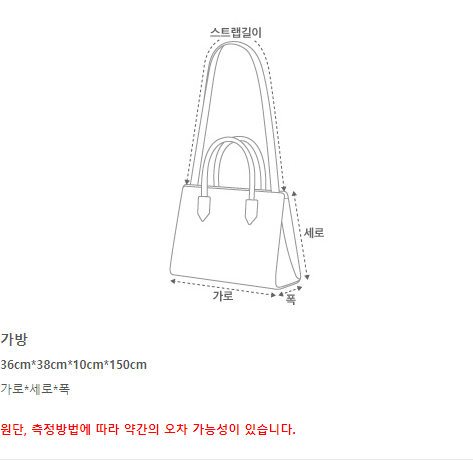 스트랩길이
세로
가로
폭
가방
36cm*38cm*10cm*150cm
가로*세로*폭
원단, 측정방법에 따라 약간의 오차 가능성이 있습니다.